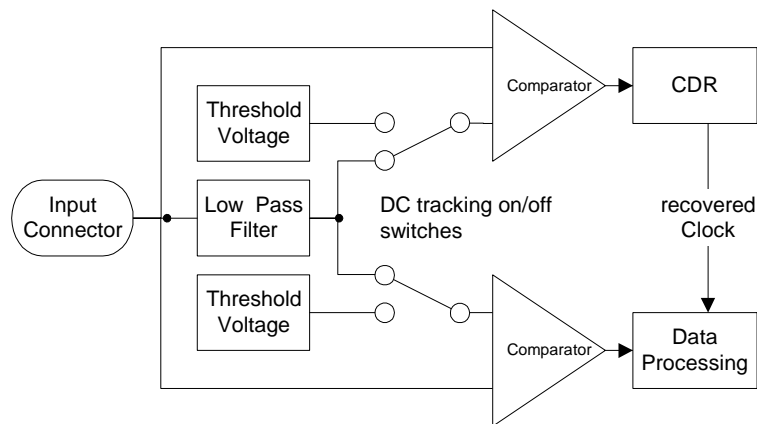 Threshold
Voltage
Comparator
CDR
Input
Connector
Low Pass
Filter
DC tracking on/off
switches
recovered
Clock
Threshold
Voltage
Comparator
Data
Processing